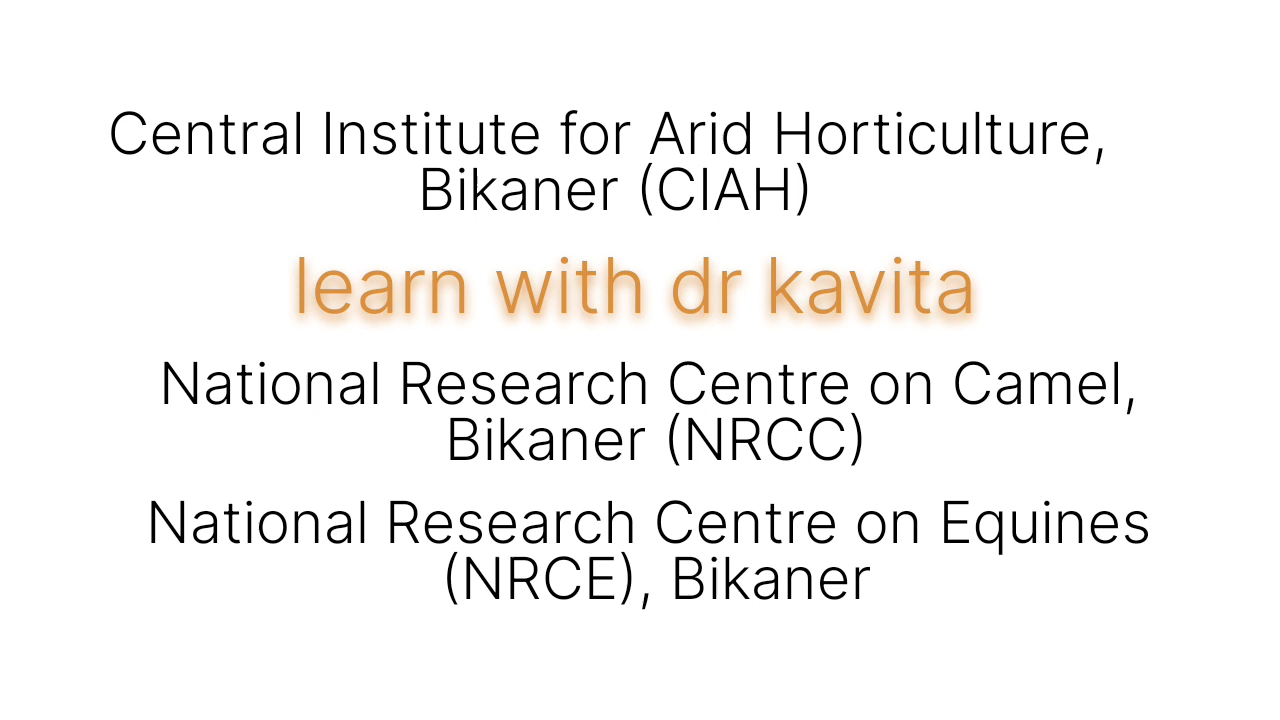 Central Institute for Arid Horticulture,
Bikaner (CIAH)
learn with dr kavita
National Research Centre on Camel,
Bikaner (NRCC)
National Research Centre on Equines
(NRCE), Bikaner